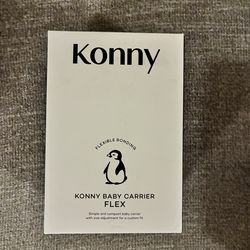 Konny
FLEXIBLE BONDING
KONNY BABY CARRIER
FLEX
Simple and compact baby carrier
with size adjustment for a custom fit